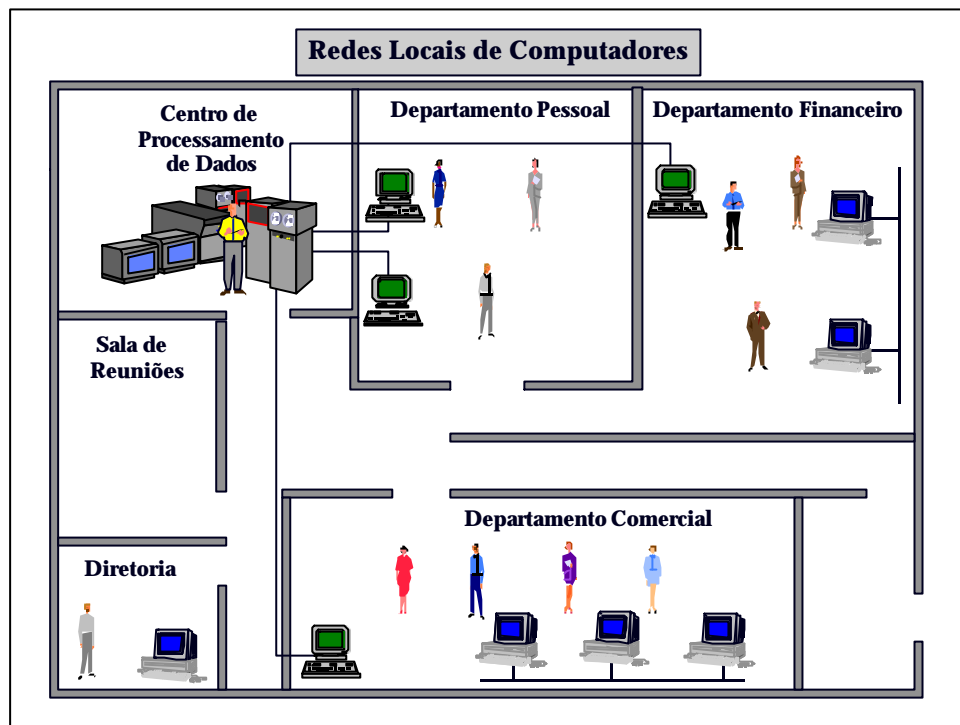 Redes Locais de Computadores
Centro de
Processamento
de Dados
Departamento Pessoal
Departamento Financeiro
Sala de
Reuniões
Departamento Comercial
Diretoria